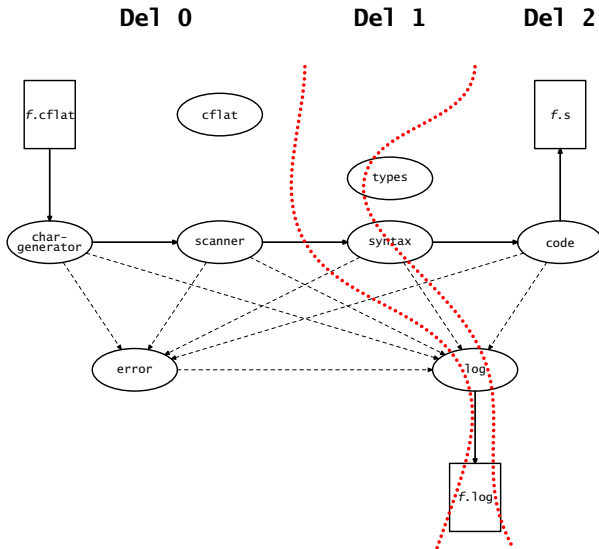 Del 0
Del 1
Del 2
f.cflat
cflat
f.s
types
char-
generator
scanner
syntax
code
error
log
f.log